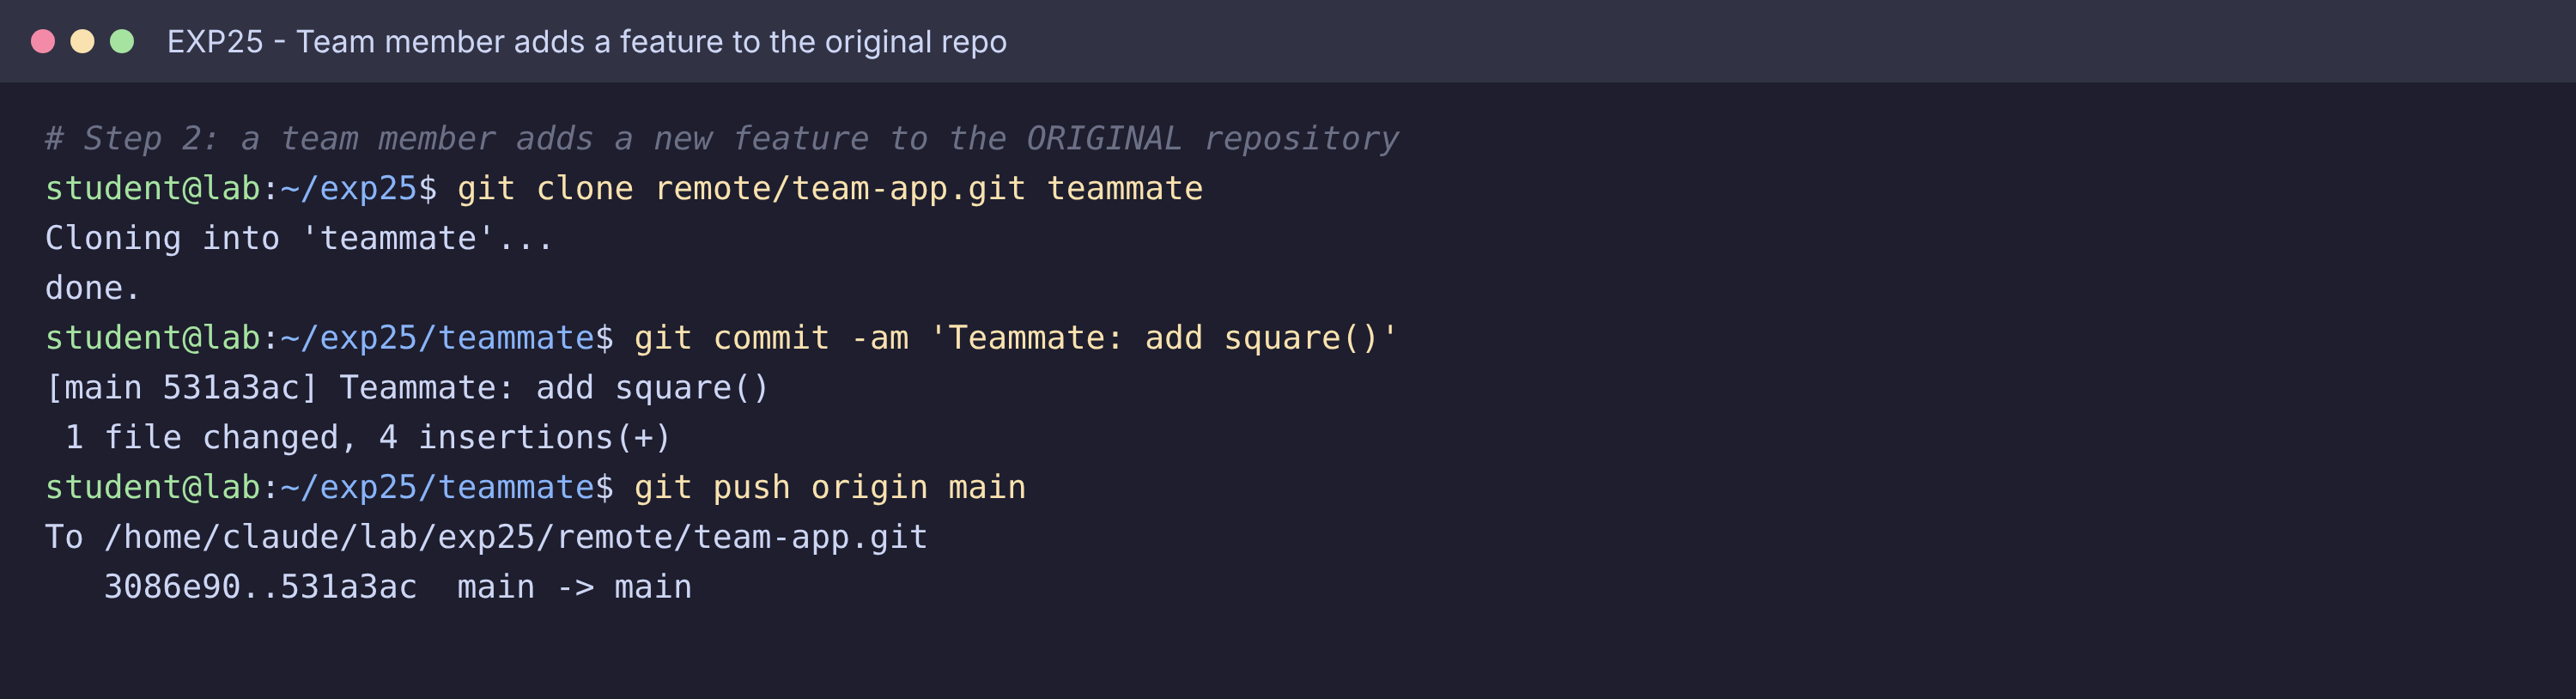 EXP25 - Team member adds a feature to the original repo
# Step 2: a team member adds a new feature to the ORIGINAL repository
student@lab:~/exp25$ git clone remote/team-app.git teammate
Cloning into 'teammate'...
done.
student@lab:~/exp25/teammate$ git commit -am 'Teammate: add square()'
[main 531a3ac] Teammate: add square()
 1 file changed, 4 insertions(+)
student@lab:~/exp25/teammate$ git push origin main
To /home/claude/lab/exp25/remote/team-app.git
   3086e90..531a3ac  main -> main